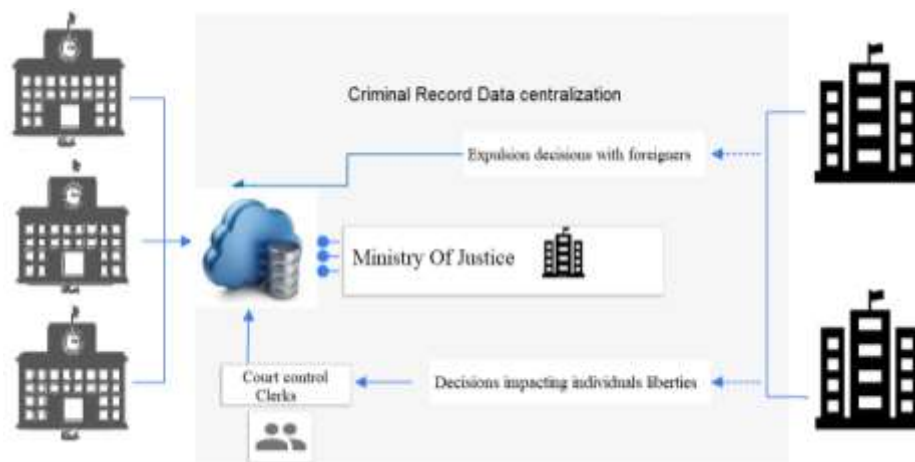 Criminal Record Data centralization
Expulsion decisions with foreigners
Ministry Of Justice
Court control
Clerks
Decisions impacting individuals liberties